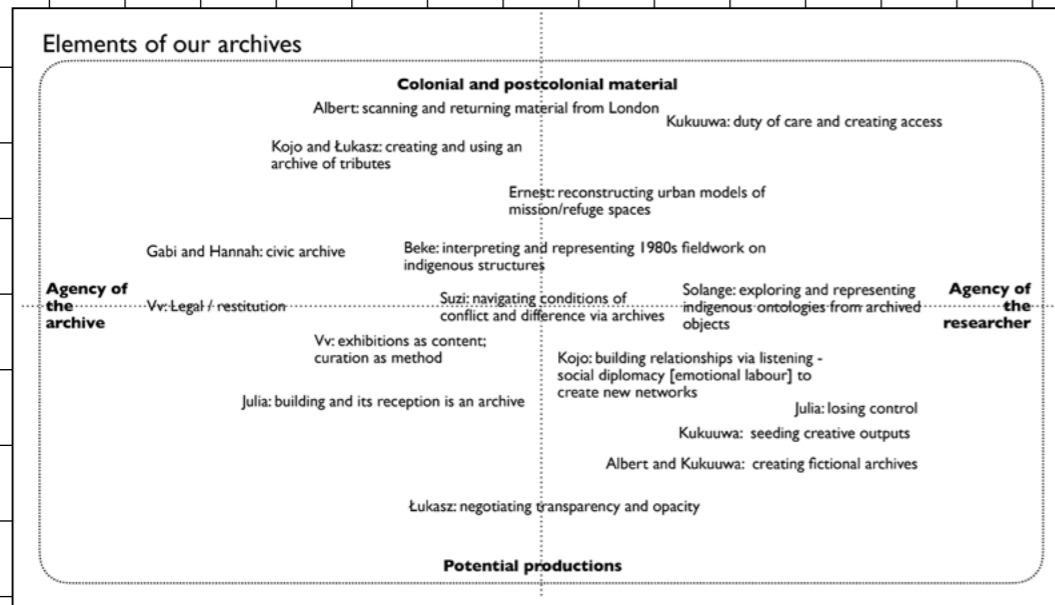 Elements of our archives
Colonial and postcolonial material
Albert: scanning and returning material from London
Kukuuwa: duty of care and creating access
Kojo and Łukasz: creating and using an
archive of tributes
Ernest: reconstructing urban models of
mission/refuge spaces
Gabi and Hannah: civic archive
Beke: interpreting and representing 1980s fieldwork on
indigenous structures
Agency of
the
archive
Vv: Legal / restitution
Suzi: navigating conditions of
conflict and difference via archives
Solange: exploring and representing
indigenous ontologies from archived
objects
Agency of
the
researcher
Vv: exhibitions as content;
curation as method
Kojo: building relationships via listening -
social diplomacy [emotional labour] to
create new networks
Julia: building and its reception is an archive
Julia: losing control
Kukuuwa: seeding creative outputs
Albert and Kukuuwa: creating fictional archives
Łukasz: negotiating transparency and opacity
Potential productions